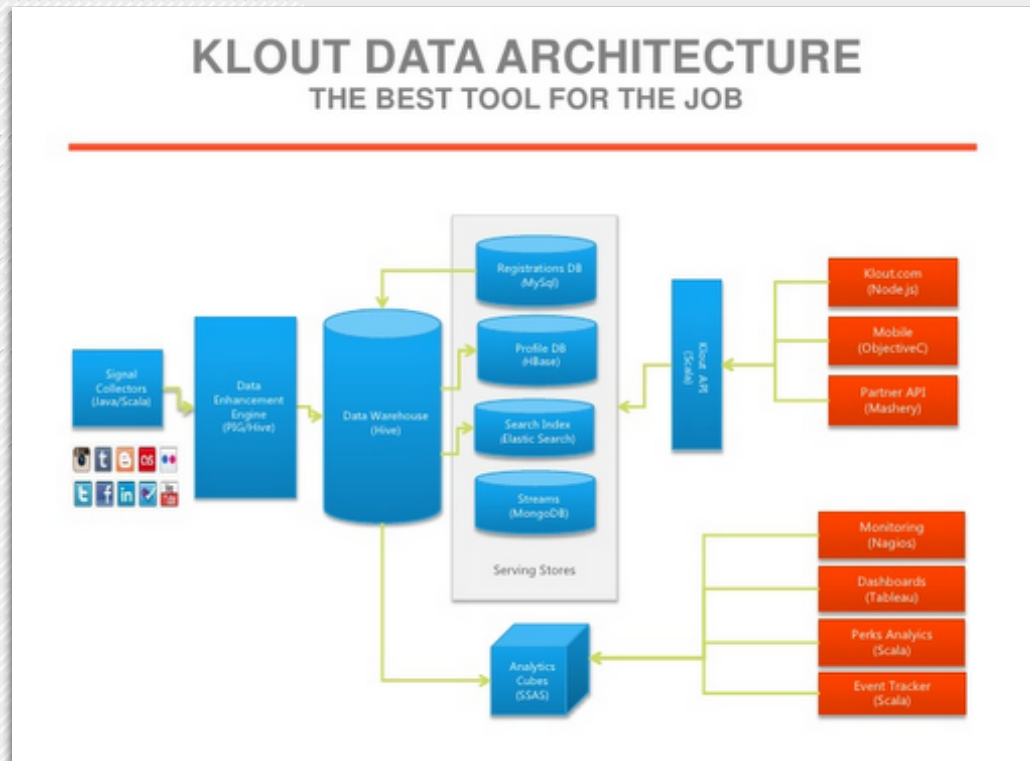 KLOUT DATA ARCHITECTURE
THE BEST TOOL FOR THE JOB
Signal
Collectors
(Java/Scala)
Data
Enhancement
Engine
(PIG/Hive)
Data Warehouse
(Hive)
Registrations DB
(MySql)
Profile DB
(HBase)
Search Index
(Elastic Search)
Streams
(MongoDB)
Serving Stores
Klout API
(Scala)
Klout.com
(Node.js)
Mobile
(ObjectiveC)
Partner API
(Mashery)
Analytics
Cubes
(SSAS)
Monitoring
(Nagios)
Dashboards
(Tableau)
Perks Analyics
(Scala)
Event Tracker
(Scala)